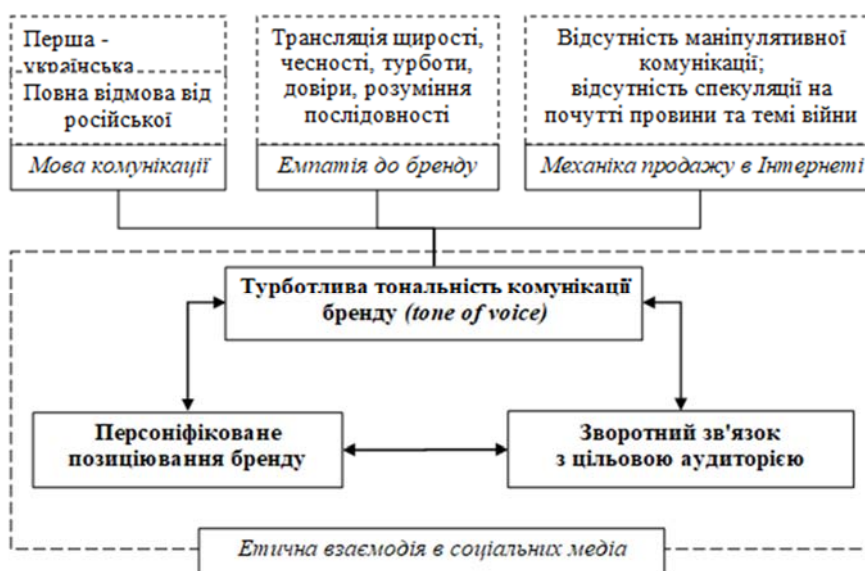 Перша -
українська
Повна відмова від
російської
Мова комунікації
Трансляція щирості,
чесності, турботи,
довіри, розуміння
послідовності
Емпатія до бренду
Відсутність маніпулятивної
комунікації;
відсутність спекуляції на
почутті провини та темі війни
Механіка продажу в Інтернеті
Турботлива тональність комунікації
бренду (tone of voice)
Персоніфіковане
позиціювання бренду
Зворотний зв'язок
з цільовою аудиторією
Етична взаємодія в соціальних медіа